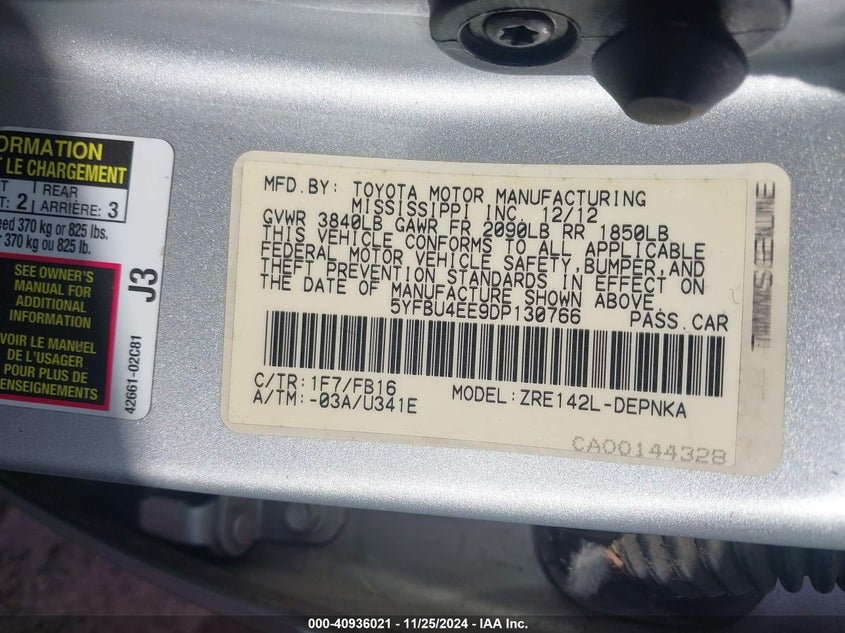 ORMATION
T LE CHARGEMENT
T
: 2
REAR
ARRIÈRE: 3
eed 370 kg or 825 lbs.
370 kg ou 825 lb.
SEE OWNER'S
MANUAL FOR
ADDITIONAL
INFORMATION
VOIR LE MANUEL
DE L'USAGER
POUR PLUS DE
RENSEIGNEMENTS
J3
42661-02C81
MFD.BY: TOYOTA MOTOR MANUFACTURING
MISSISSIPPI INC. 12/12
GVWR 3840LB GAWR FR 2090LB RR 1850LB
THIS VEHICLE CONFORMS TO ALL APPLICABLE
FEDERAL MOTOR VEHICLE SAFETY,BUMPER,AND
THEFT PREVENTION STANDARDS IN EFFECT ON
THE DATE OF MANUFACTURE SHOWN ABOVE.
5YFBU4EE9DP130766 PASS.CAR
C/TR:1F7/FB16 MODEL:ZRE142L-DEPNKA
A/TM:-03A/U341E
CA00144328
000-40936021 - 11/25/2024 - IAA Inc.